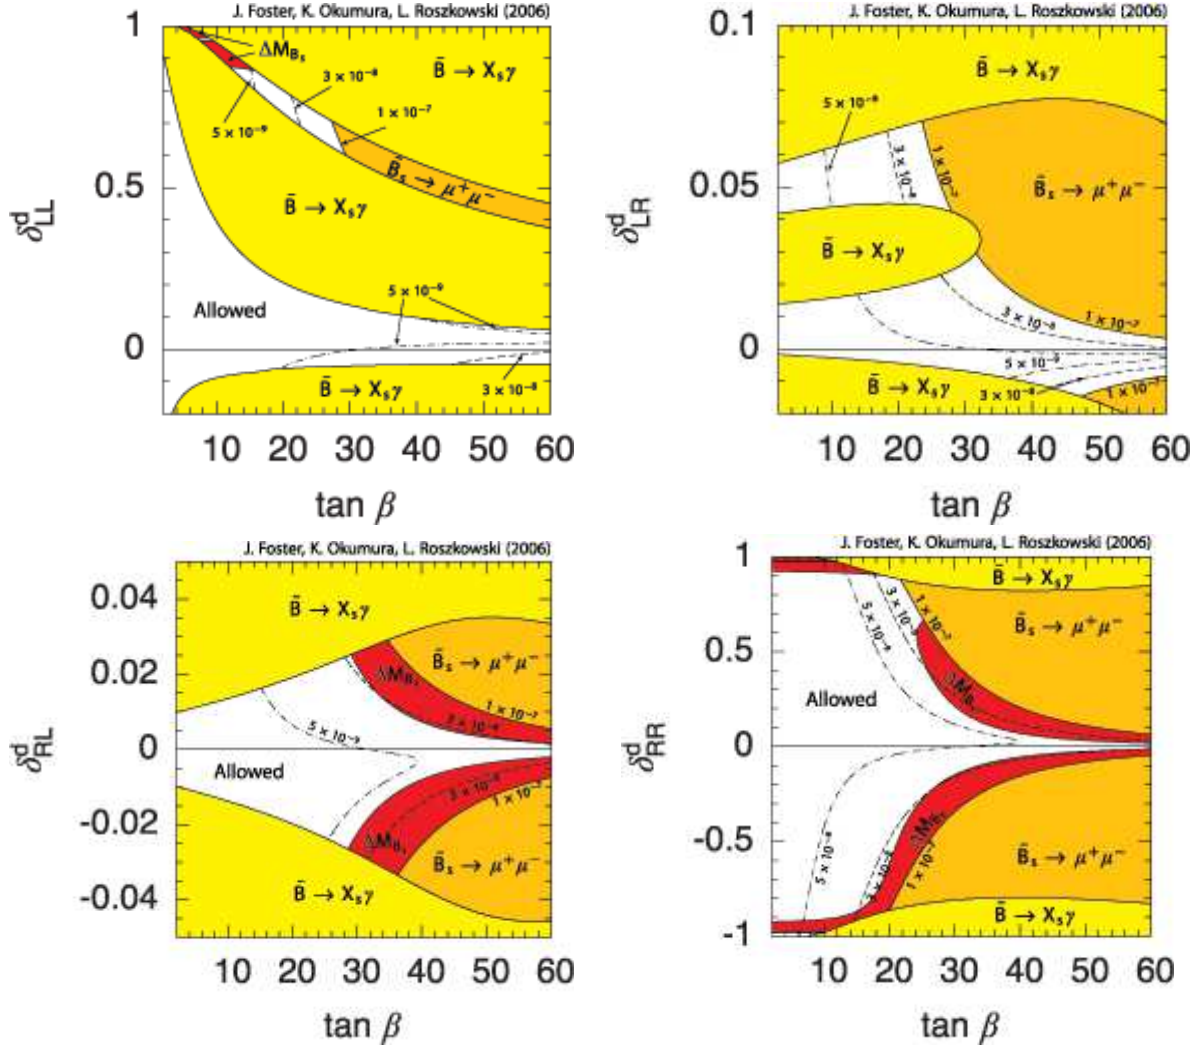 J. Foster, K. Okumura, L. Roszkowski (2006)
1
ΔM_Bs
B̄ → X_s γ
3 × 10⁻⁸
5 × 10⁻⁹
1 × 10⁻⁷
B̄_s → μ⁺μ⁻
0.5
δ^d_LL
B̄ → X_s γ
Allowed
5 × 10⁻⁹
0
B̄ → X_s γ
3 × 10⁻⁸
10 20 30 40 50 60
tan β
J. Foster, K. Okumura, L. Roszkowski (2006)
0.1
B̄ → X_s γ
5 × 10⁻⁹
3 × 10⁻⁸
1 × 10⁻⁷
0.05
B̄_s → μ⁺μ⁻
δ^d_LR
B̄ → X_s γ
3 × 10⁻⁸
1 × 10⁻⁷
0
5 × 10⁻⁹
B̄ → X_s γ
3 × 10⁻⁸
1 × 10⁻⁷
10 20 30 40 50 60
tan β
J. Foster, K. Okumura, L. Roszkowski (2006)
0.04
B̄ → X_s γ
0.02
ΔM_Bs
B̄_s → μ⁺μ⁻
1 × 10⁻⁷
3 × 10⁻⁸
5 × 10⁻⁹
δ^d_RL
0
Allowed
3 × 10⁻⁸
1 × 10⁻⁷
-0.02
ΔM_Bs
B̄_s → μ⁺μ⁻
-0.04
B̄ → X_s γ
10 20 30 40 50 60
tan β
J. Foster, K. Okumura, L. Roszkowski (2006)
1
B̄ → X_s γ
5 × 10⁻⁹
3 × 10⁻⁸
1 × 10⁻⁷
B̄_s → μ⁺μ⁻
0.5
ΔM_Bs
Allowed
δ^d_RR
0
-0.5
ΔM_Bs
5 × 10⁻⁹
3 × 10⁻⁸
1 × 10⁻⁷
B̄_s → μ⁺μ⁻
B̄ → X_s γ
-1
10 20 30 40 50 60
tan β